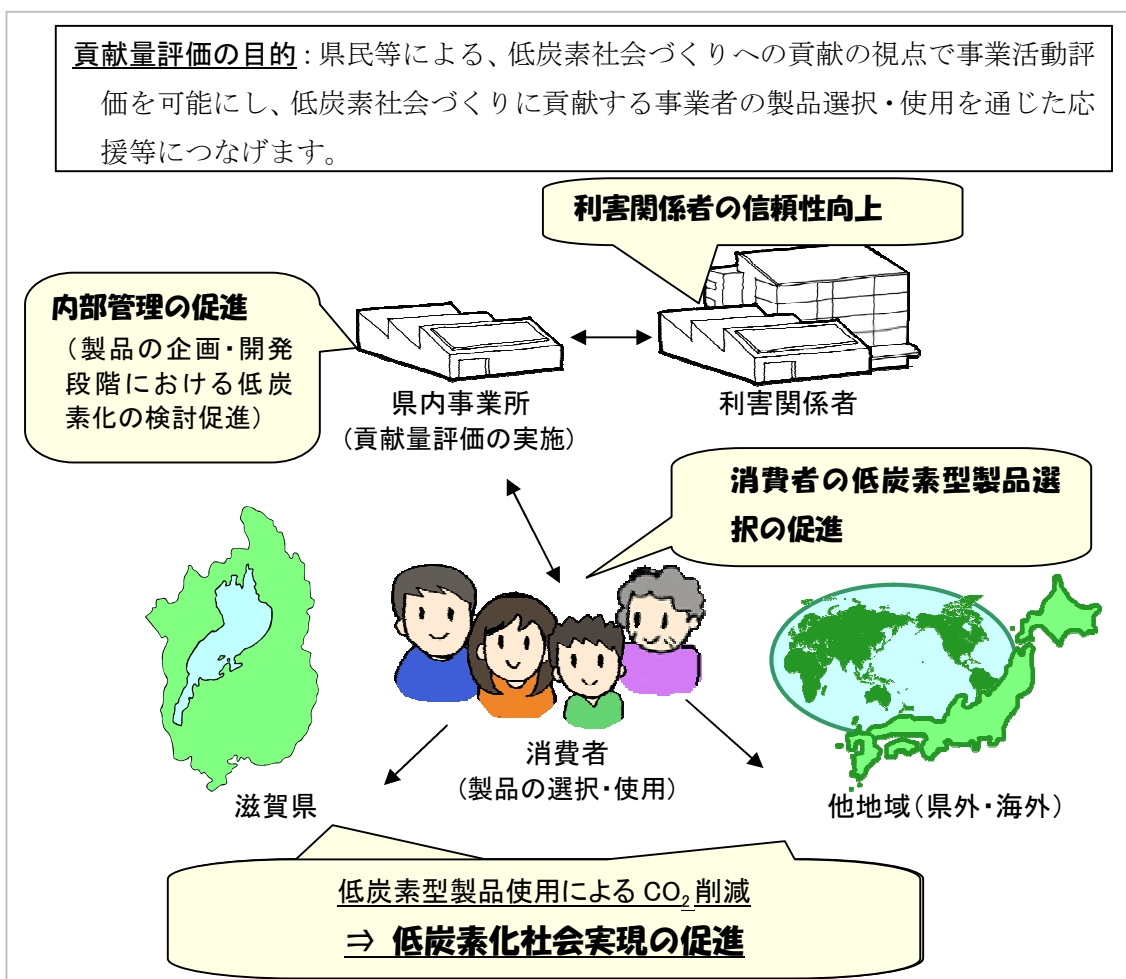 貢献量評価の目的:県民等による、低炭素社会づくりへの貢献の視点で事業活動評
価を可能にし、低炭素社会づくりに貢献する事業者の製品選択・使用を通じた応
援等につなげます。
利害関係者の信頼性向上
内部管理の促進
(製品の企画・開発
段階における低炭
素化の検討促進)
県内事業所
(貢献量評価の実施)
利害関係者
消費者の低炭素型製品選
択の促進
消費者
(製品の選択・使用)
滋賀県
他地域(県外・海外)
低炭素型製品使用による CO₂削減
⇒ 低炭素化社会実現の促進